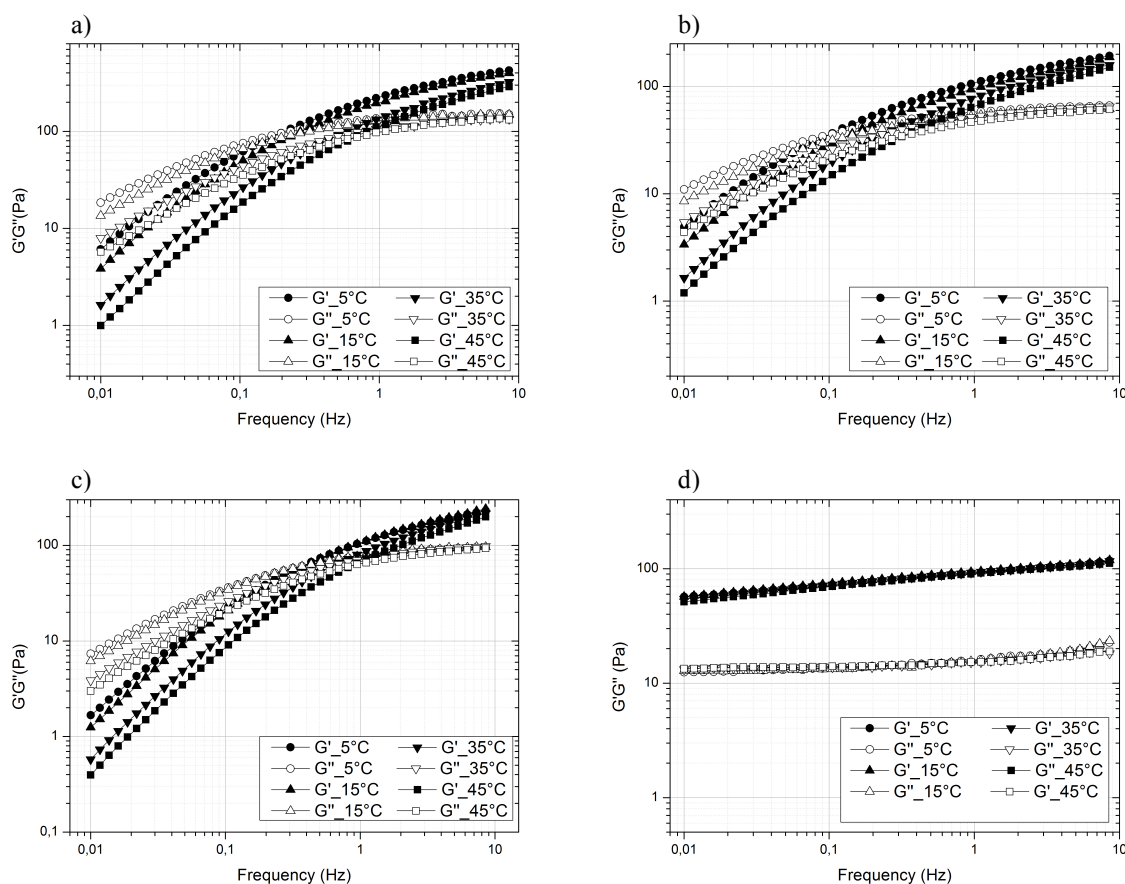 a)
G'G''(Pa)
100
10
1
0,01 0,1 1 10
Frequency (Hz)
G'_5°C G'_35°C
G''_5°C G''_35°C
G'_15°C G'_45°C
G''_15°C G''_45°C
b)
G'G''(Pa)
100
10
1
0,01 0,1 1 10
Frequency (Hz)
G'_5°C G'_35°C
G''_5°C G''_35°C
G'_15°C G'_45°C
G''_15°C G''_45°C
c)
G'G''(Pa)
100
10
1
0,1
0,01 0,1 1 10
Frequency (Hz)
G'_5°C G'_35°C
G''_5°C G''_35°C
G'_15°C G'_45°C
G''_15°C G''_45°C
d)
G'G'' (Pa)
100
10
1
0,01 0,1 1 10
Frequency (Hz)
G'_5°C G'_35°C
G''_5°C G''_35°C
G'_15°C G''_45°C
G''_15°C G'_45°C